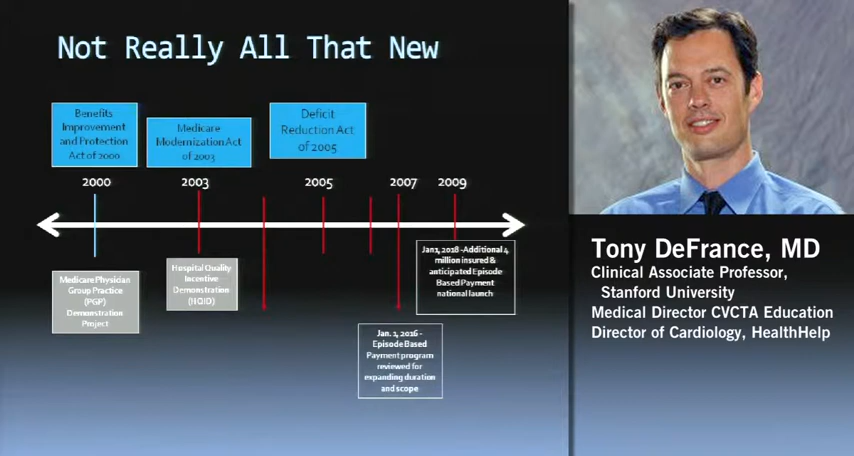 Not Really All That New
Benefits
Improvement
and Protection
Act of 2000
Medicare
Modernization Act
of 2003
Deficit
Reduction Act
of 2005
2000
2003
2005
2007
2009
Medicare Physician
Group Practice
(PGP)
Demonstration
Project
Hospital Quality
Incentive
Demonstration
(HQID)
Jan. 1, 2016 -
Episode Based
Payment program
reviewed for
expanding duration
and scope
Jan 1, 2018 -Additional 4
million insured &
anticipated Episode
Based Payment
national launch
Tony DeFrance, MD
Clinical Associate Professor,
Stanford University
Medical Director CVCTA Education
Director of Cardiology, HealthHelp